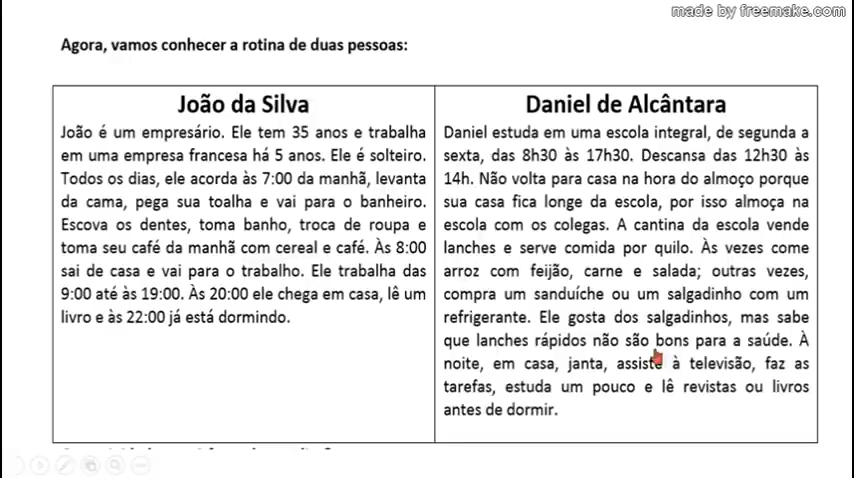 made by freemake.com
Agora, vamos conhecer a rotina de duas pessoas:
João da Silva
João é um empresário. Ele tem 35 anos e trabalha
em uma empresa francesa há 5 anos. Ele é solteiro.
Todos os dias, ele acorda às 7:00 da manhã, levanta
da cama, pega sua toalha e vai para o banheiro.
Escova os dentes, toma banho, troca de roupa e
toma seu café da manhã com cereal e café. Às 8:00
sai de casa e vai para o trabalho. Ele trabalha das
9:00 até às 19:00. Às 20:00 ele chega em casa, lê um
livro e às 22:00 já está dormindo.
Daniel de Alcântara
Daniel estuda em uma escola integral, de segunda a
sexta, das 8h30 às 17h30. Descansa das 12h30 às
14h. Não volta para casa na hora do almoço porque
sua casa fica longe da escola, por isso almoça na
escola com os colegas. A cantina da escola vende
lanches e serve comida por quilo. Às vezes come
arroz com feijão, carne e salada; outras vezes,
compra um sanduíche ou um salgadinho com um
refrigerante. Ele gosta dos salgadinhos, mas sabe
que lanches rápidos não são bons para a saúde. À
noite, em casa, janta, assiste à televisão, faz as
tarefas, estuda um pouco e lê revistas ou livros
antes de dormir.